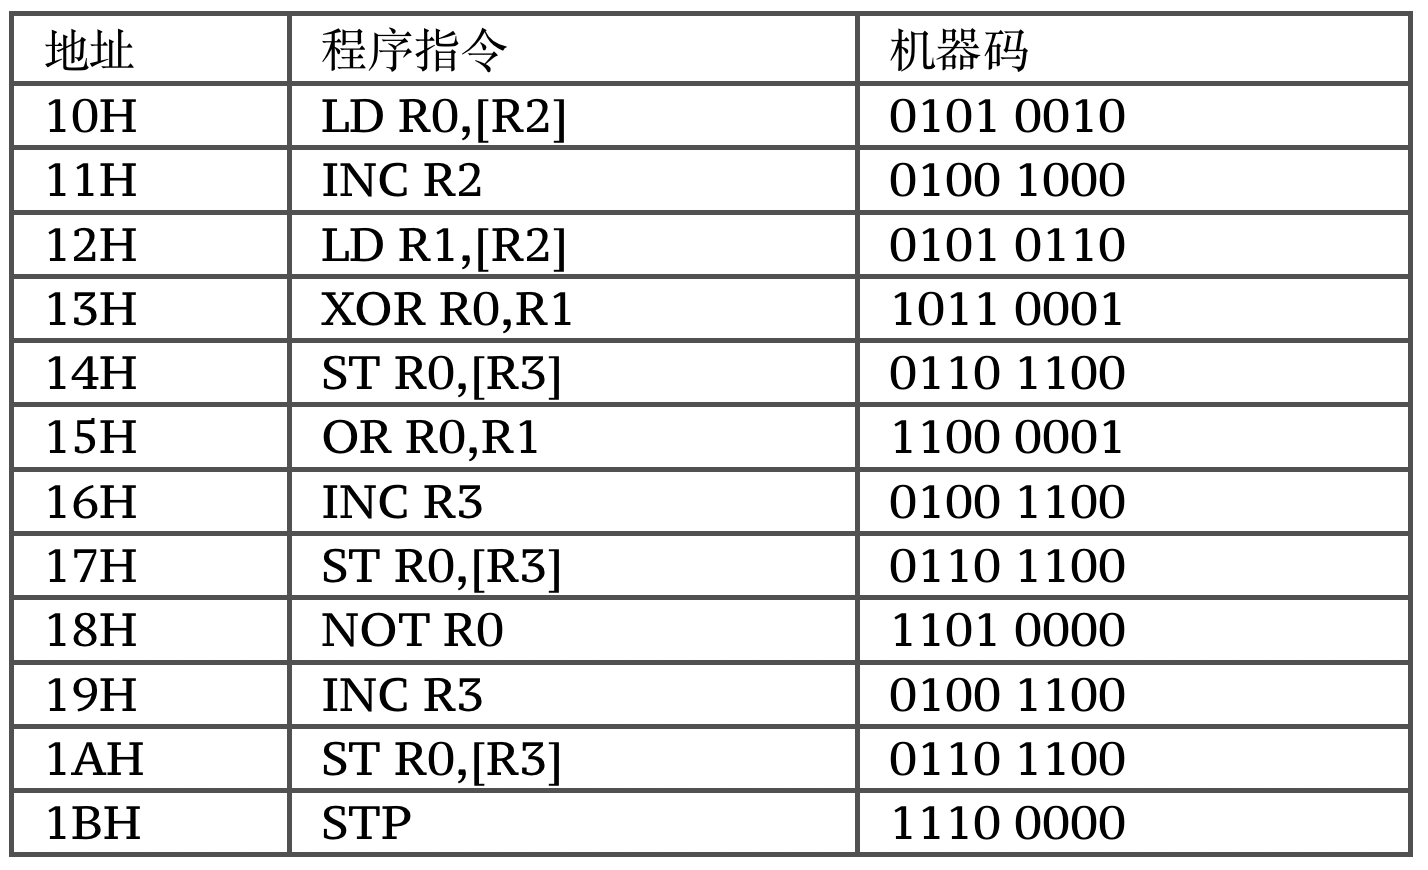 地址 程序指令 机器码
10H LD R0,[R2] 0101 0010
11H INC R2 0100 1000
12H LD R1,[R2] 0101 0110
13H XOR R0,R1 1011 0001
14H ST R0,[R3] 0110 1100
15H OR R0,R1 1100 0001
16H INC R3 0100 1100
17H ST R0,[R3] 0110 1100
18H NOT R0 1101 0000
19H INC R3 0100 1100
1AH ST R0,[R3] 0110 1100
1BH STP 1110 0000